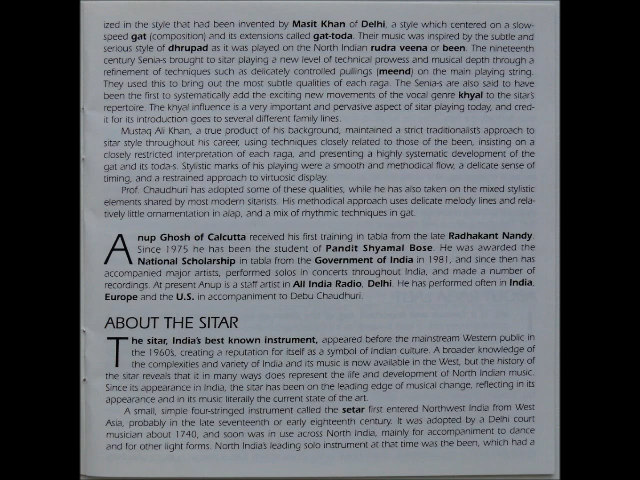 ized in the style that had been invented by Masit Khan of Delhi, a style which centered on a slow-
speed gat (composition) and its extensions called gat-toda. Their music was inspired by the subtle and
serious style of dhrupad as it was played on the North Indian rudra veena or been. The nineteenth
century Senia-s brought to sitar playing a new level of technical prowess and musical depth through a
refinement of techniques such as delicately controlled pullings (meend) on the main playing string.
They used this to bring out the most subtle qualities of each raga. The Senia-s are also said to have
been the first to systematically add the exciting new movements of the vocal genre khyal to the sitar's
repertoire. The khyal influence is a very important and pervasive aspect of sitar playing today, and cred-
it for its introduction goes to several different family lines.
Mustaq Ali Khan, a true product of his background, maintained a strict traditionalist's approach to
sitar style throughout his career, using techniques closely related to those of the been, insisting on a
closely restricted interpretation of each raga, and presenting a highly systematic development of the
gat and its toda-s. Stylistic marks of his playing were a smooth and methodical flow, a delicate sense of
timing, and a restrained approach to virtuosic display.
Prof. Chaudhuri has adopted some of these qualities, while he has also taken on the mixed stylistic
elements shared by most modern sitarists. His methodical approach uses delicate melody lines and rela-
tively little ornamentation in alap, and a mix of rhythmic techniques in gat.
Anup Ghosh of Calcutta received his first training in tabla from the late Radhakant Nandy.
Since 1975 he has been the student of Pandit Shyamal Bose. He was awarded the
National Scholarship in tabla from the Government of India in 1981, and since then has
accompanied major artists, performed solos in concerts throughout India, and made a number of
recordings. At present Anup is a staff artist in All India Radio, Delhi. He has performed often in India,
Europe and the U.S. in accompaniment to Debu Chaudhuri.
ABOUT THE SITAR
The sitar, India's best known instrument, appeared before the mainstream Western public in
the 1960's, creating a reputation for itself as a symbol of Indian culture. A broader knowledge of
the complexities and variety of India and its music is now available in the West, but the history of
the sitar reveals that it in many ways does represent the life and development of North Indian music.
Since its appearance in India, the sitar has been on the leading edge of musical change, reflecting in its
appearance and in its music literally the current state of the art.
A small, simple four-stringed instrument called the setar first entered Northwest India from West
Asia, probably in the late seventeenth or early eighteenth century. It was adopted by a Delhi court
musician about 1740, and soon was in use across North India, mainly for accompaniment to dance
and for other light forms. North India's leading solo instrument at that time was the been, which had a